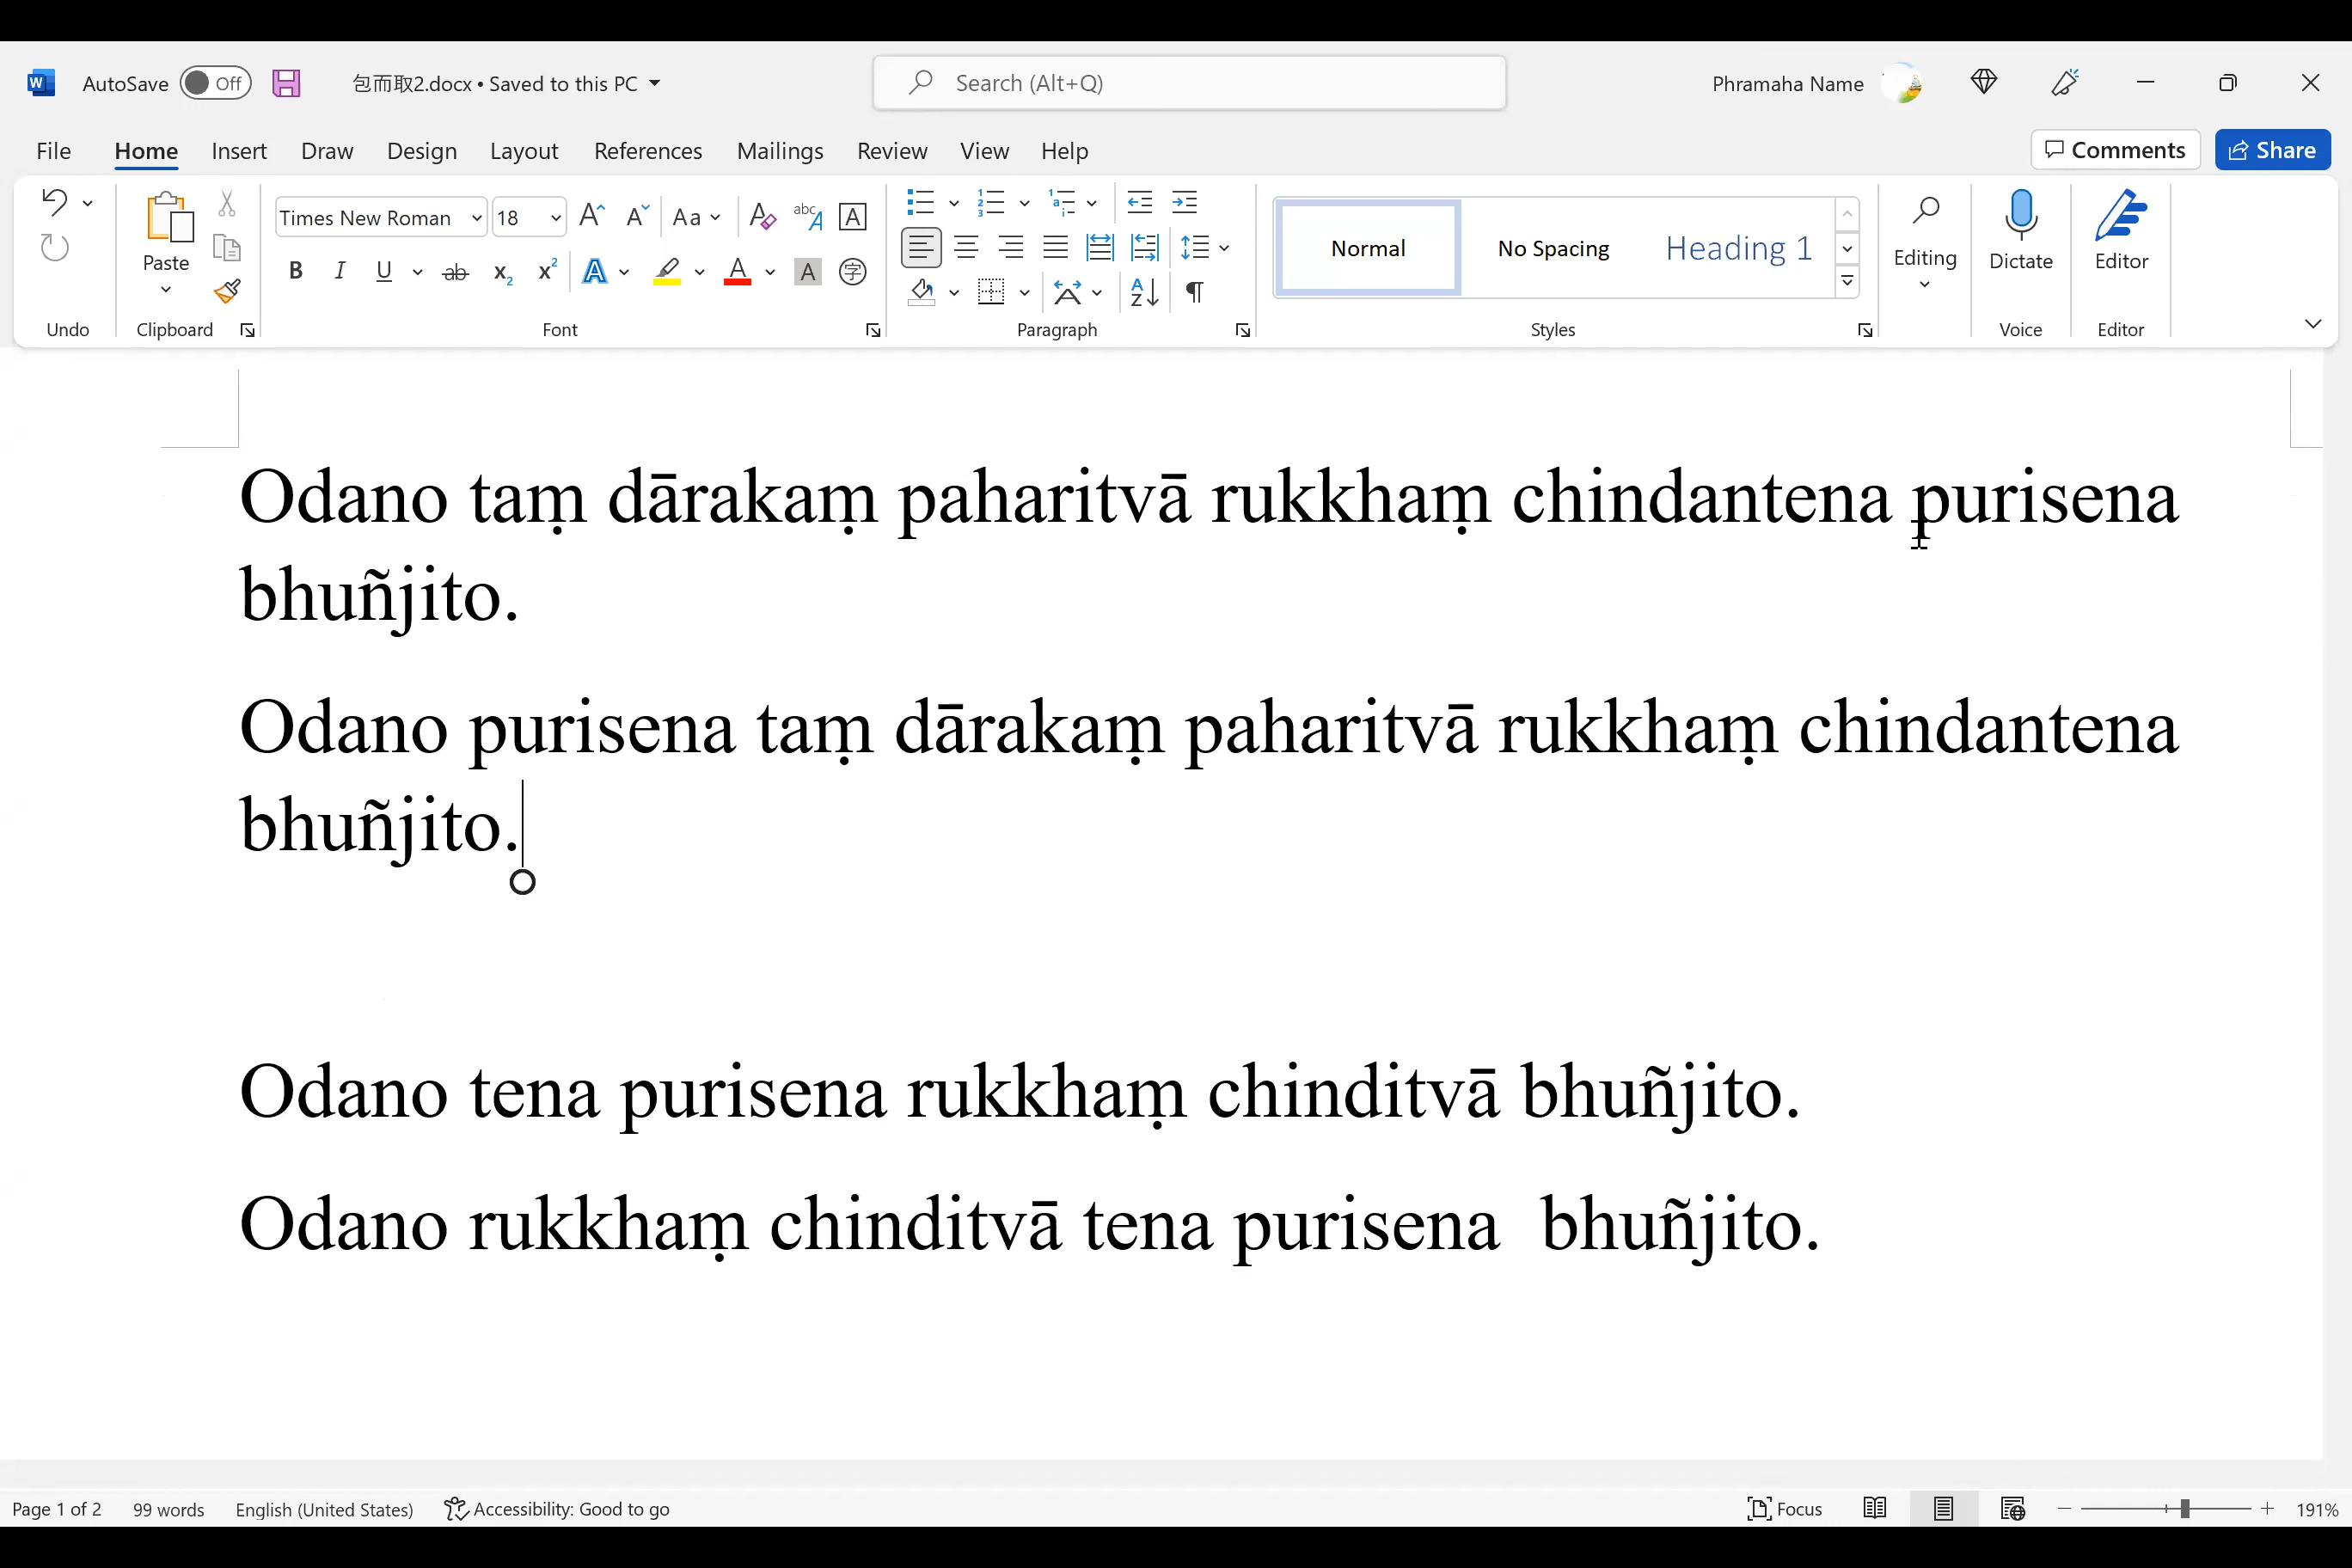 AutoSave Off 包而取2.docx • Saved to this PC Search (Alt+Q) Phramaha Name
File Home Insert Draw Design Layout References Mailings Review View Help Comments Share
Times New Roman 18 Aa
Paste Normal No Spacing Heading 1 Editing Dictate Editor
Undo Clipboard Font Paragraph Styles Voice Editor
Odano taṃ dārakaṃ paharitvā rukkhaṃ chindantena purisena
bhuñjito.
Odano purisena taṃ dārakaṃ paharitvā rukkhaṃ chindantena
bhuñjito.
Odano tena purisena rukkhaṃ chinditvā bhuñjito.
Odano rukkhaṃ chinditvā tena purisena  bhuñjito.
Page 1 of 2 99 words English (United States) Accessibility: Good to go Focus 191%